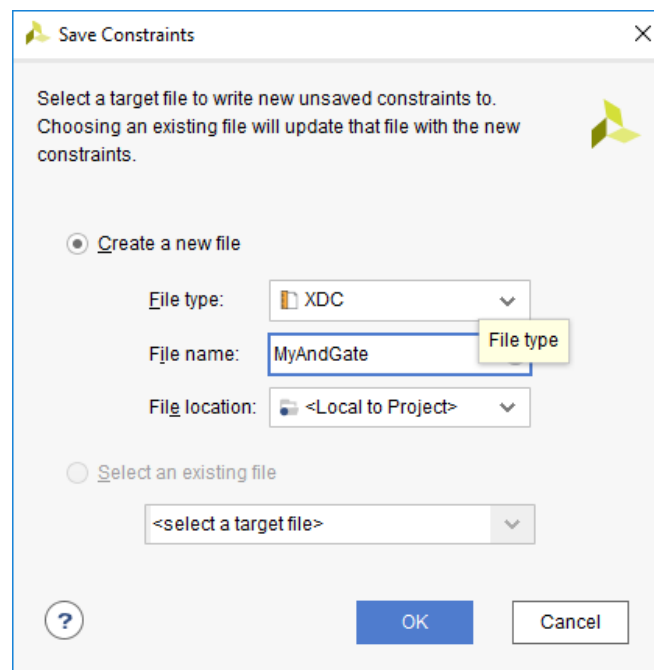 Save Constraints
Select a target file to write new unsaved constraints to.
Choosing an existing file will update that file with the new
constraints.
Create a new file
File type: XDC
File type
File name: MyAndGate
File location: <Local to Project>
Select an existing file
<select a target file>
? OK Cancel